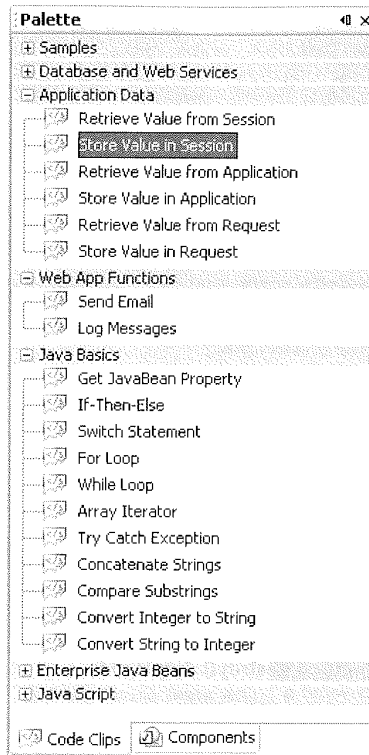 Palette
Samples
Database and Web Services
Application Data
Retrieve Value from Session
Store Value in Session
Retrieve Value from Application
Store Value in Application
Retrieve Value from Request
Store Value in Request
Web App Functions
Send Email
Log Messages
Java Basics
Get JavaBean Property
If-Then-Else
Switch Statement
For Loop
While Loop
Array Iterator
Try Catch Exception
Concatenate Strings
Compare Substrings
Convert Integer to String
Convert String to Integer
Enterprise Java Beans
Java Script
Code Clips Components